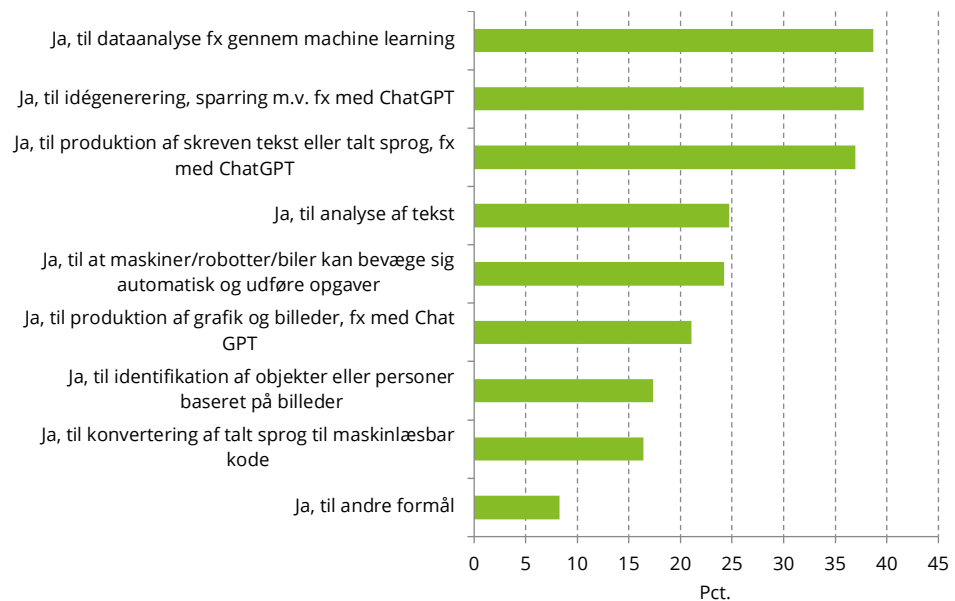 Ja, til dataanalyse fx gennem machine learning
Ja, til idégenerering, sparring m.v. fx med ChatGPT
Ja, til produktion af skreven tekst eller talt sprog, fx
med ChatGPT
Ja, til analyse af tekst
Ja, til at maskiner/robotter/biler kan bevæge sig
automatisk og udføre opgaver
Ja, til produktion af grafik og billeder, fx med Chat
GPT
Ja, til identifikation af objekter eller personer
baseret på billeder
Ja, til konvertering af talt sprog til maskinlæsbar
kode
Ja, til andre formål
0 5 10 15 20 25 30 35 40 45
Pct.